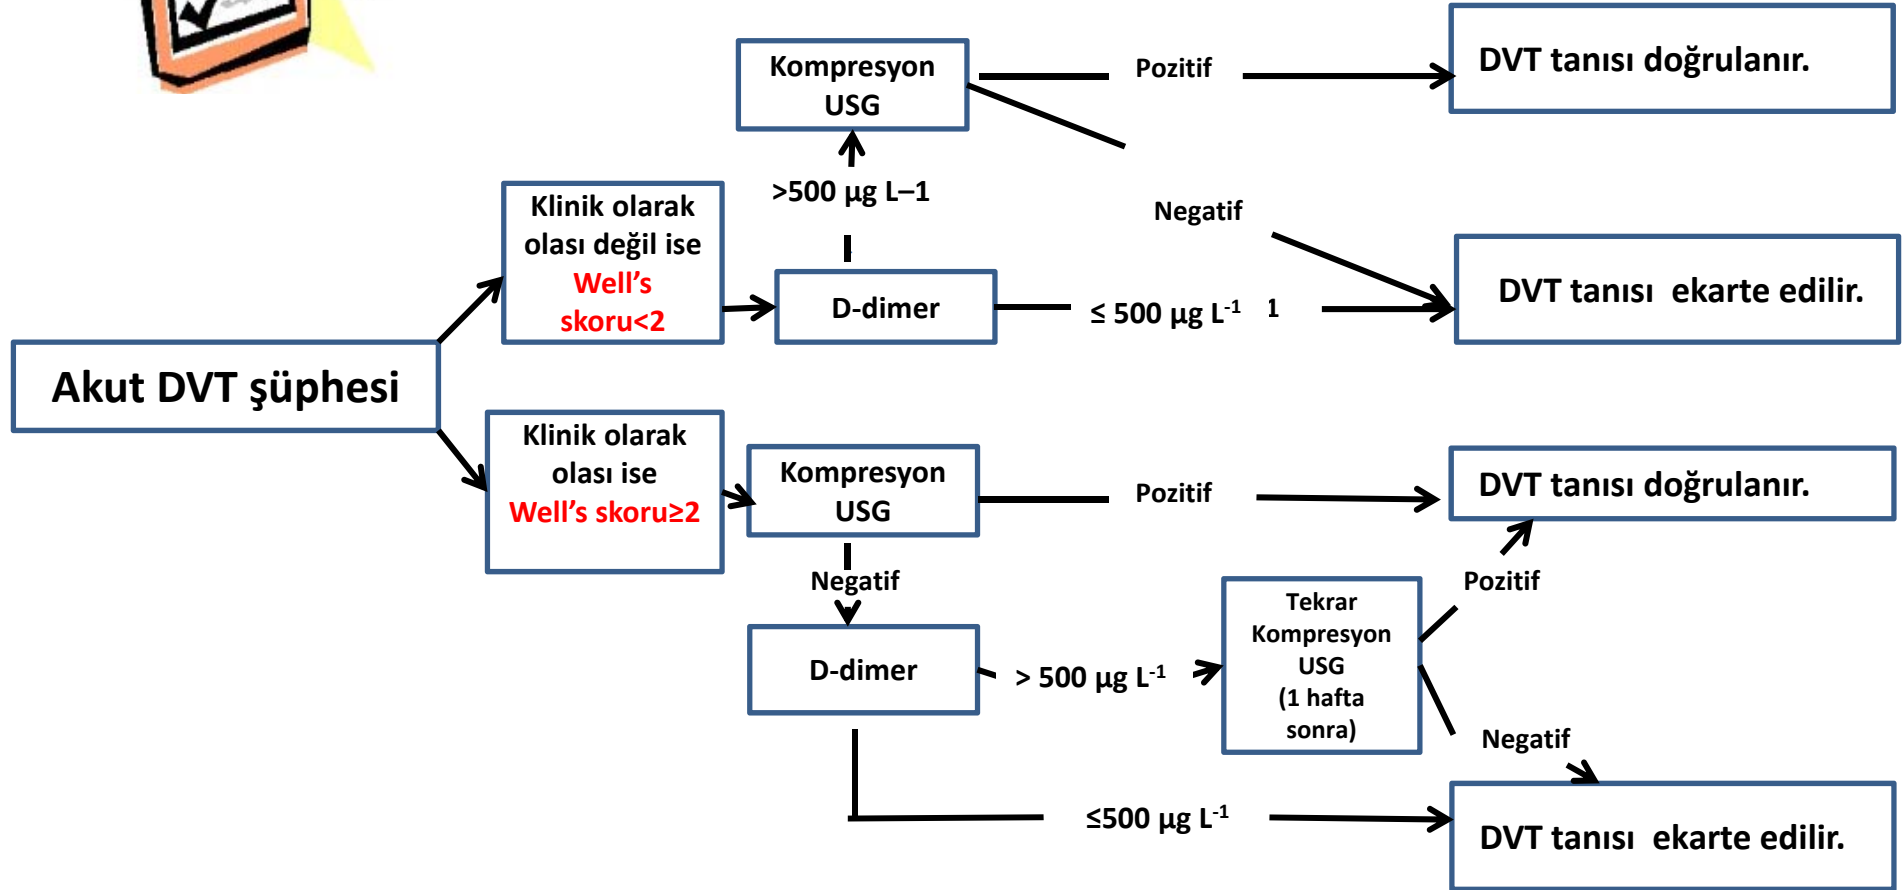 Kompresyon
USG
Pozitif
DVT tanısı doğrulanır.
>500 µg L–1
Negatif
Klinik olarak
olası değil ise
Well’s
skoru<2
D-dimer
≤ 500 µg L-1 1
DVT tanısı ekarte edilir.
Akut DVT şüphesi
Klinik olarak
olası ise
Well’s skoru≥2
Kompresyon
USG
Pozitif
DVT tanısı doğrulanır.
Negatif
D-dimer
> 500 µg L-1
Tekrar
Kompresyon
USG
(1 hafta
sonra)
Pozitif
Negatif
≤500 µg L-1
DVT tanısı ekarte edilir.